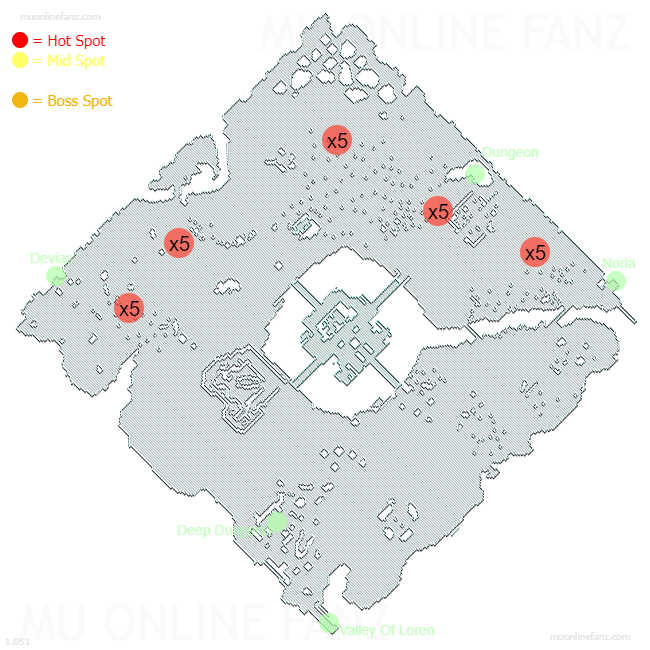 muonlinefanz.com
MU ONLINE FANZ
= Hot Spot
= Mid Spot
= Boss Spot
x5
Dungeon
x5
x5
x5
Devias
Noria
x5
Deep Dungeon
MU ONLINE FANZ
Valley Of Loren
muonlinefanz.com
1.051